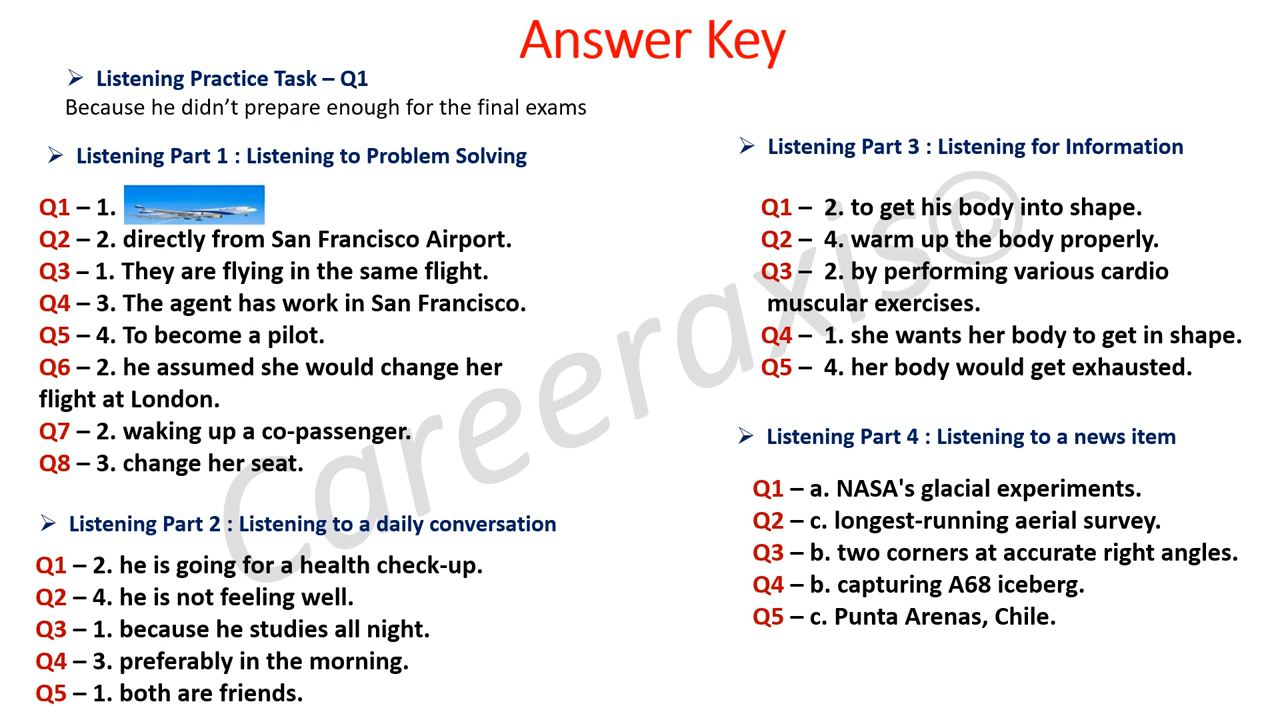 Answer Key
➢ Listening Practice Task – Q1
Because he didn't prepare enough for the final exams
➢ Listening Part 1 : Listening to Problem Solving
Q1 – 1.
Q2 – 2. directly from San Francisco Airport.
Q3 – 1. They are flying in the same flight.
Q4 – 3. The agent has work in San Francisco.
Q5 – 4. To become a pilot.
Q6 – 2. he assumed she would change her
flight at London.
Q7 – 2. waking up a co-passenger.
Q8 – 3. change her seat.
➢ Listening Part 2 : Listening to a daily conversation
Q1 – 2. he is going for a health check-up.
Q2 – 4. he is not feeling well.
Q3 – 1. because he studies all night.
Q4 – 3. preferably in the morning.
Q5 – 1. both are friends.
➢ Listening Part 3 : Listening for Information
Q1 – 2. to get his body into shape.
Q2 – 4. warm up the body properly.
Q3 – 2. by performing various cardio
muscular exercises.
Q4 – 1. she wants her body to get in shape.
Q5 – 4. her body would get exhausted.
➢ Listening Part 4 : Listening to a news item
Q1 – a. NASA's glacial experiments.
Q2 – c. longest-running aerial survey.
Q3 – b. two corners at accurate right angles.
Q4 – b. capturing A68 iceberg.
Q5 – c. Punta Arenas, Chile.
Careeraxis©